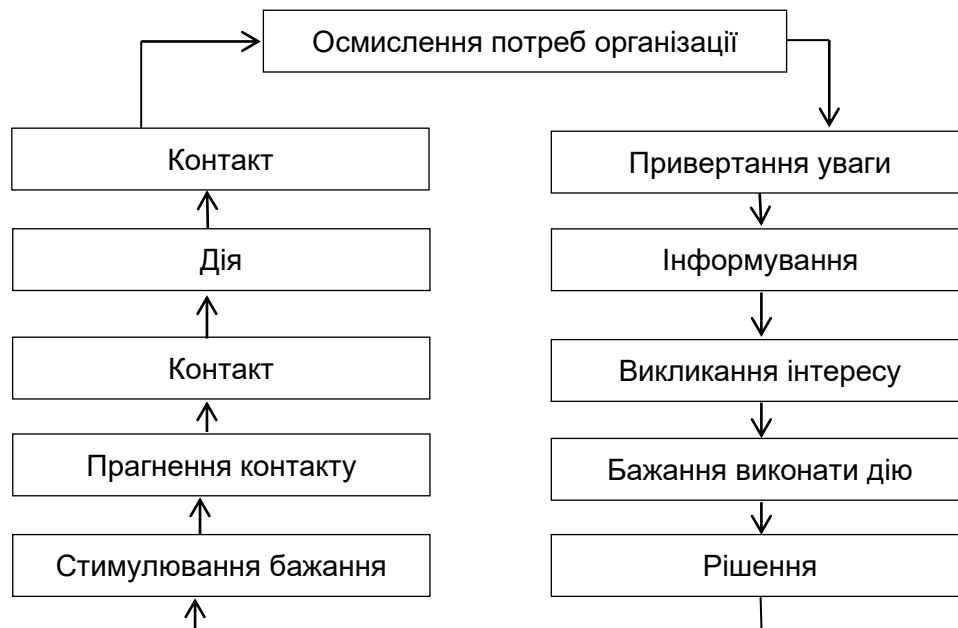 Осмислення потреб організації
Контакт
Привертання уваги
Дія
Інформування
Контакт
Викликання інтересу
Прагнення контакту
Бажання виконати дію
Стимулювання бажання
Рішення